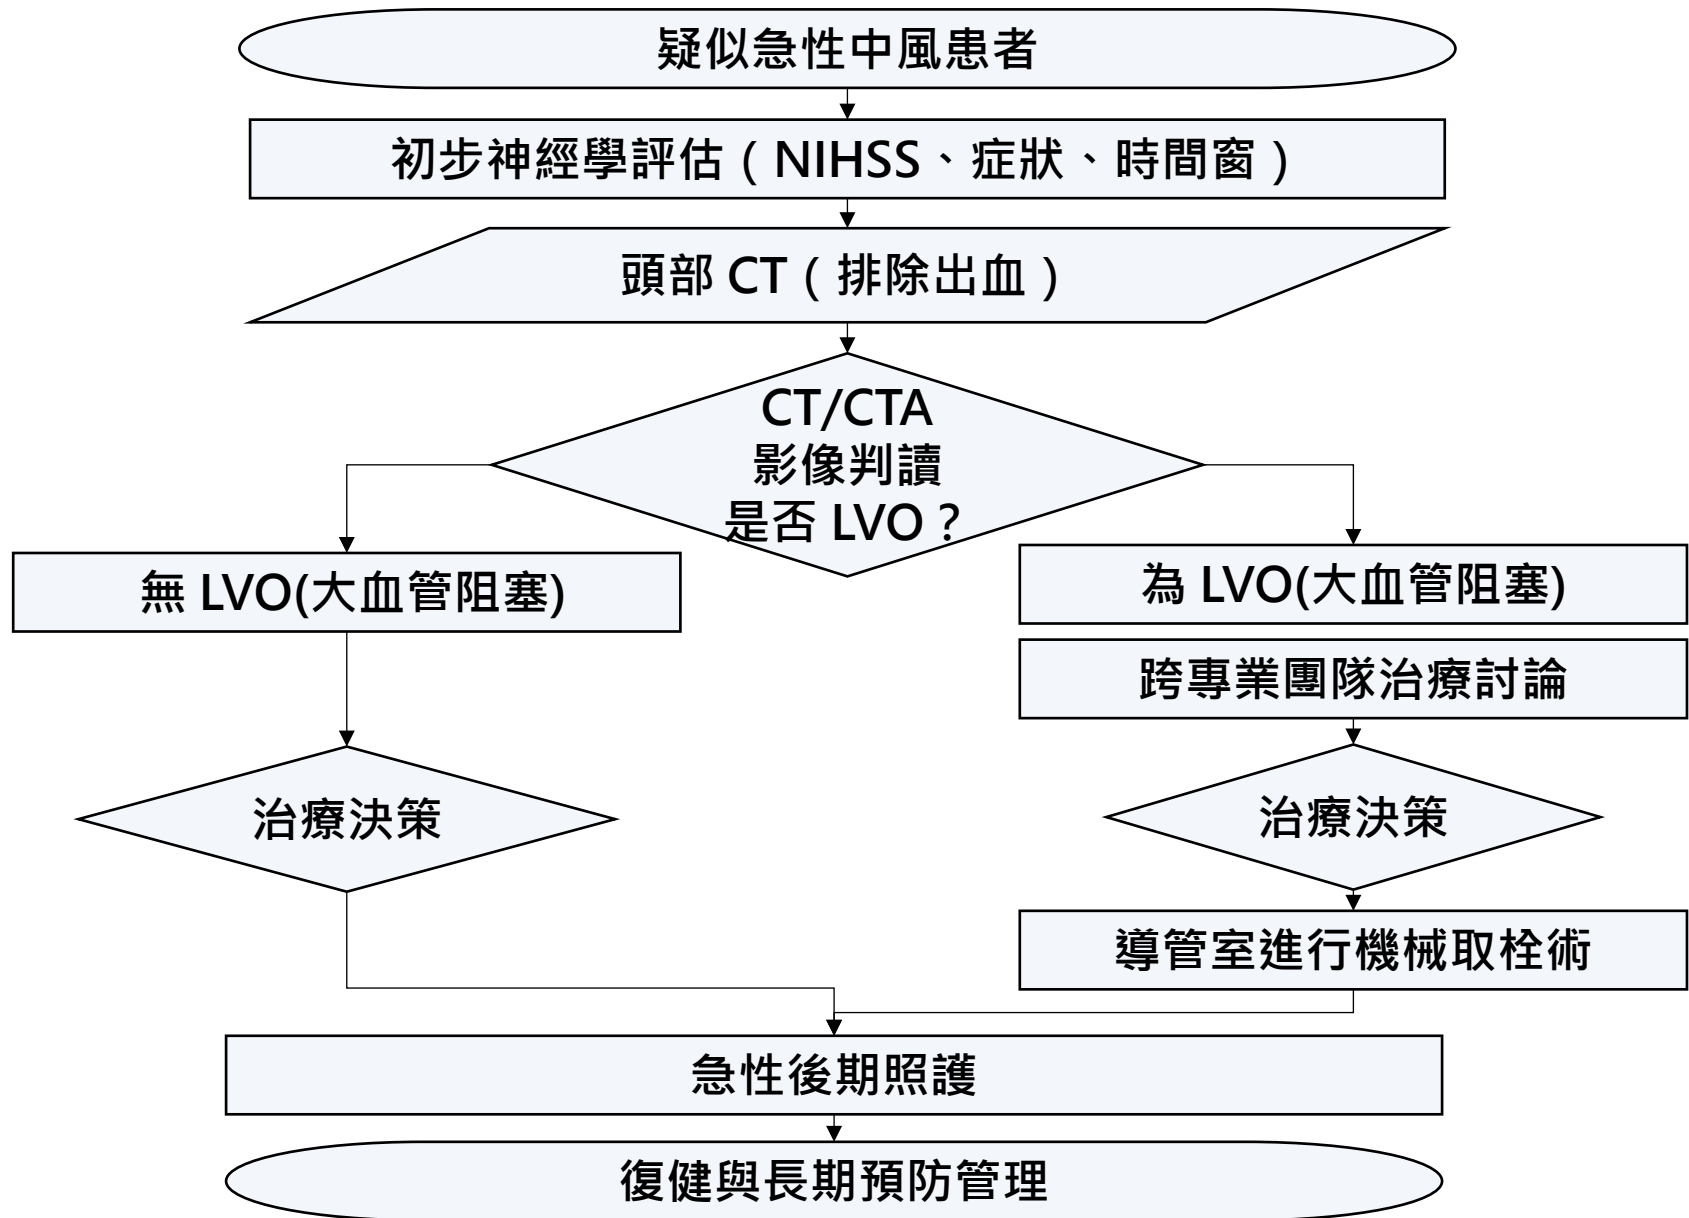 疑似急性中風患者
初步神經學評估（NIHSS、症狀、時間窗）
頭部 CT（排除出血）
CT/CTA
影像判讀
是否 LVO？
無 LVO(大血管阻塞)
為 LVO(大血管阻塞)
跨專業團隊治療討論
治療決策
治療決策
導管室進行機械取栓術
急性後期照護
復健與長期預防管理